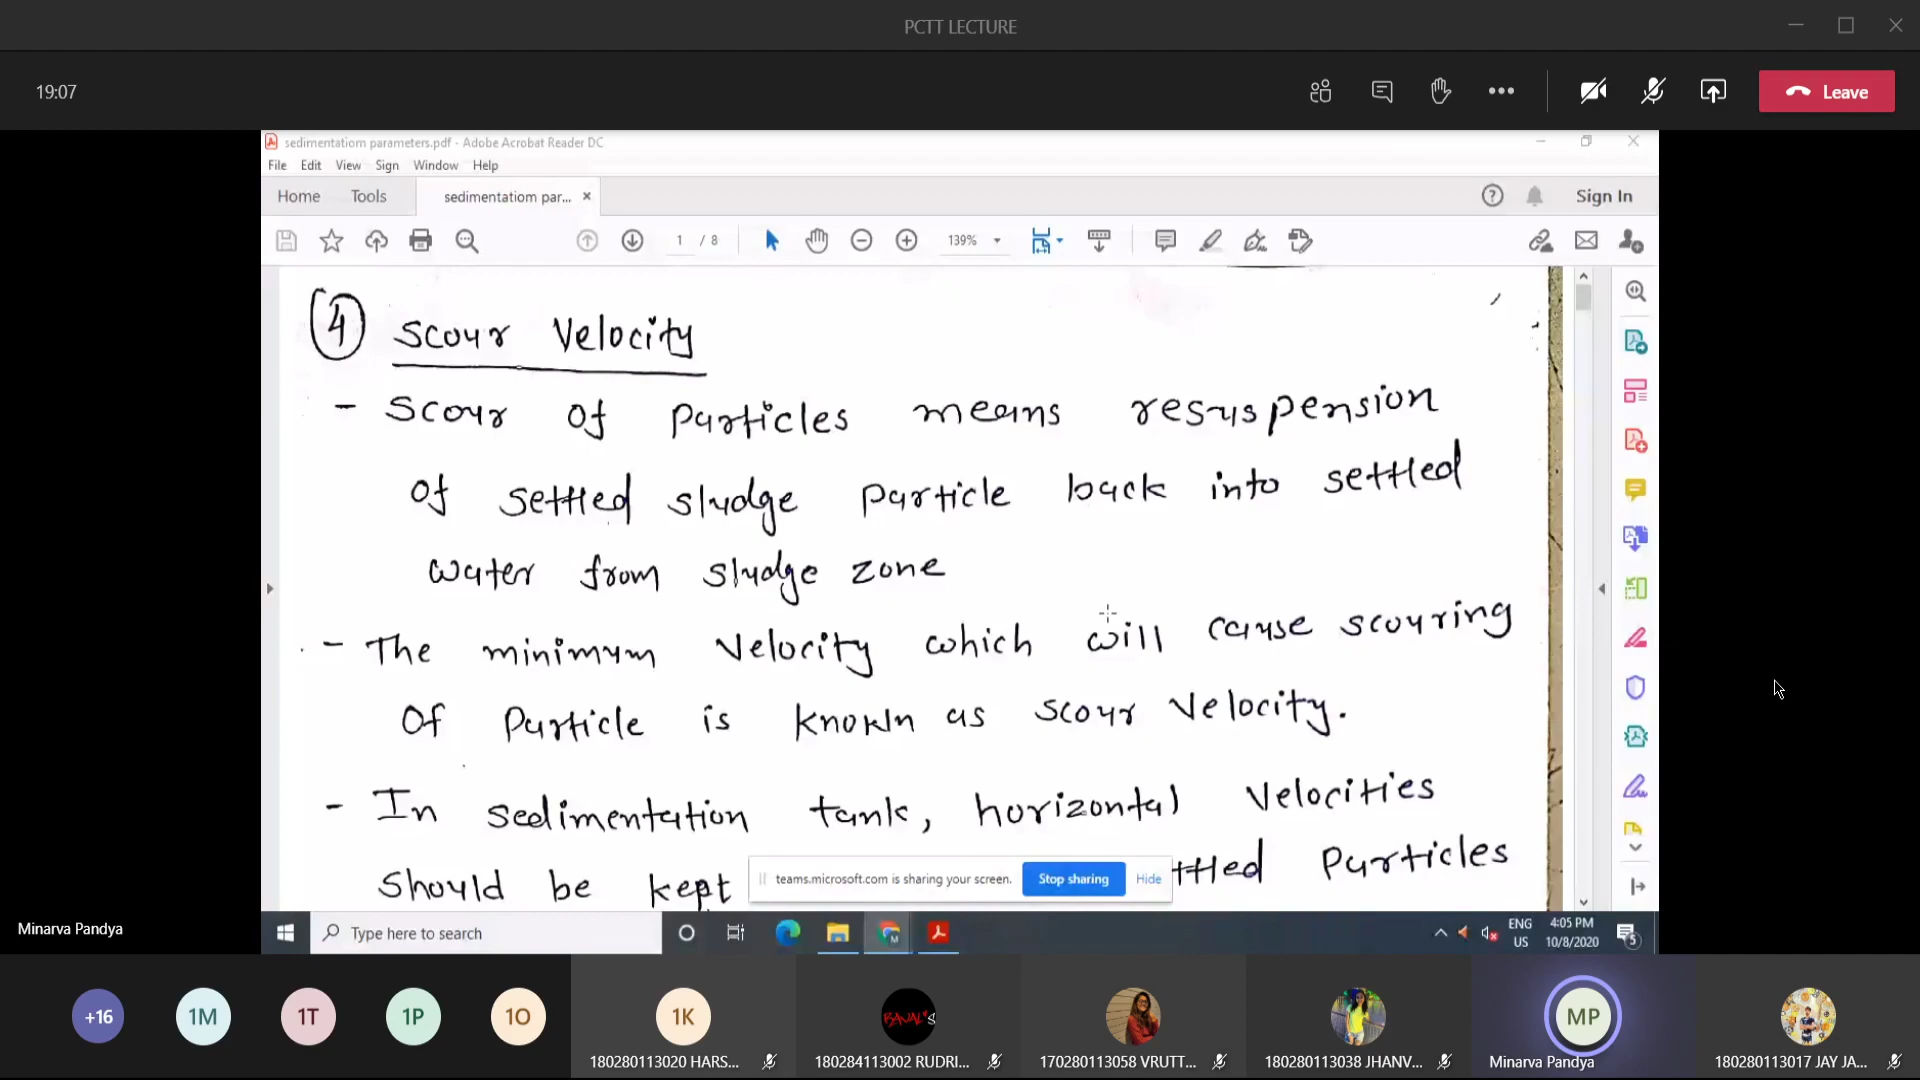 PCTT LECTURE
19:07
Leave
sedimentatiom parameters.pdf - Adobe Acrobat Reader DC
File Edit View Sign Window Help
Home Tools sedimentatiom par... × Sign In
1 / 8 139%
4 Scour Velocity
- Scour of Particles means resuspension
of settled sludge particle back into settled
water from sludge zone
- The minimum velocity which will cause scouring
of Particle is known as scour velocity.
- In sedimentation tank, horizontal velocities
should be kept ttled Particles
teams.microsoft.com is sharing your screen. Stop sharing Hide
Minarva Pandya
Type here to search
ENG
US
4:05 PM
10/8/2020
5
+16 1M 1T 1P 1O 1K BAVAL'S MP
180280113020 HARS... 180284113002 RUDRI... 170280113058 VRUTT... 180280113038 JHANV... Minarva Pandya 180280113017 JAY JA...